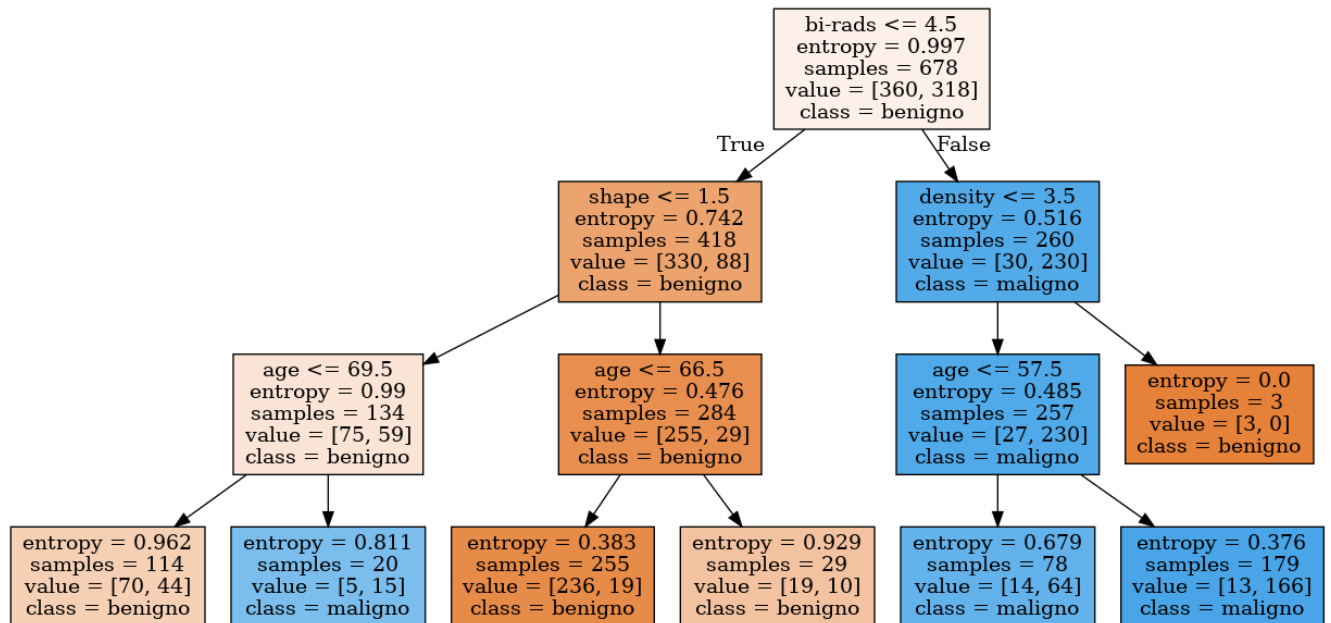 bi-rads <= 4.5
entropy = 0.997
samples = 678
value = [360, 318]
class = benigno
True
False
shape <= 1.5
entropy = 0.742
samples = 418
value = [330, 88]
class = benigno
density <= 3.5
entropy = 0.516
samples = 260
value = [30, 230]
class = maligno
age <= 69.5
entropy = 0.99
samples = 134
value = [75, 59]
class = benigno
age <= 66.5
entropy = 0.476
samples = 284
value = [255, 29]
class = benigno
age <= 57.5
entropy = 0.485
samples = 257
value = [27, 230]
class = maligno
entropy = 0.0
samples = 3
value = [3, 0]
class = benigno
entropy = 0.962
samples = 114
value = [70, 44]
class = benigno
entropy = 0.811
samples = 20
value = [5, 15]
class = maligno
entropy = 0.383
samples = 255
value = [236, 19]
class = benigno
entropy = 0.929
samples = 29
value = [19, 10]
class = benigno
entropy = 0.679
samples = 78
value = [14, 64]
class = maligno
entropy = 0.376
samples = 179
value = [13, 166]
class = maligno